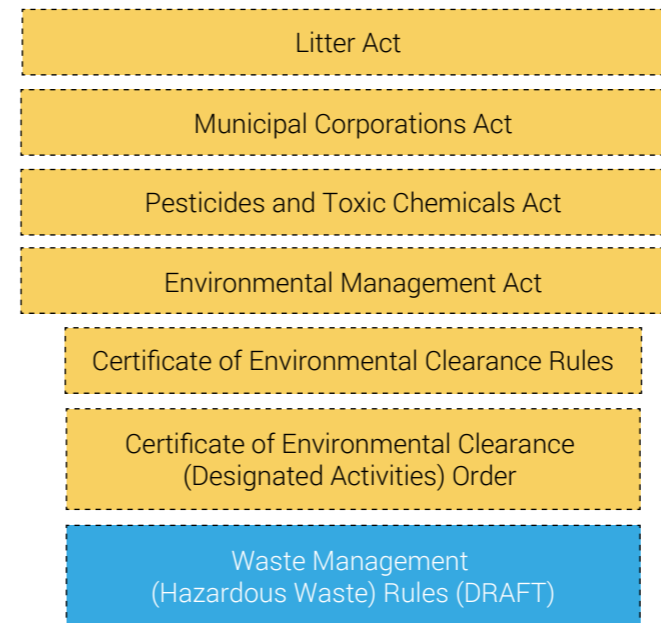 Litter Act
Municipal Corporations Act
Pesticides and Toxic Chemicals Act
Environmental Management Act
Certificate of Environmental Clearance Rules
Certificate of Environmental Clearance
(Designated Activities) Order
Waste Management
(Hazardous Waste) Rules (DRAFT)